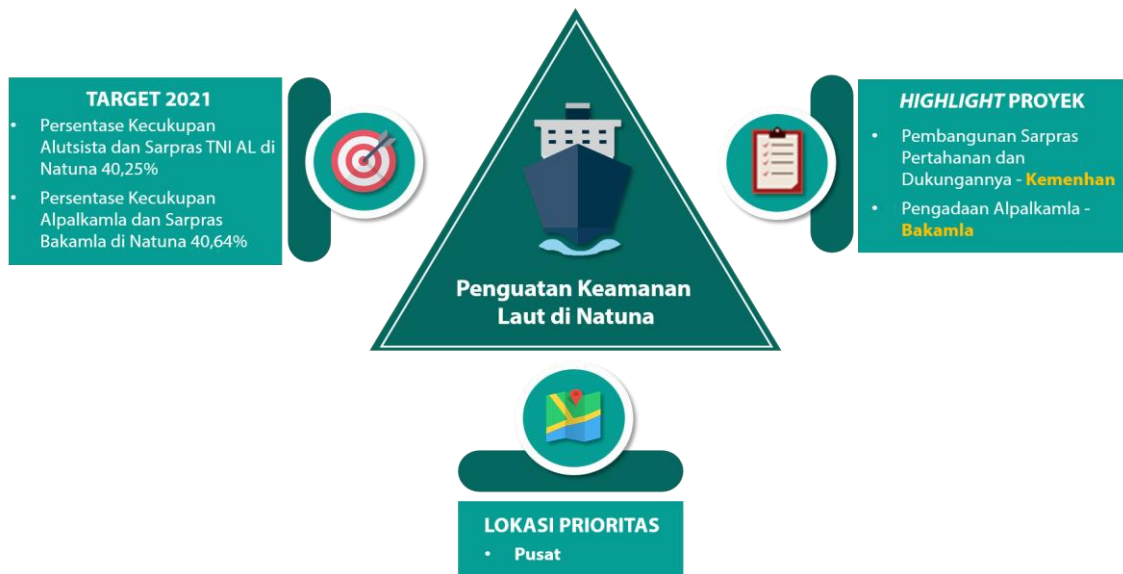 TARGET 2021
• Persentase Kecukupan
Alutsista dan Sarpras TNI AL di
Natuna 40,25%
• Persentase Kecukupan
Alpalkamla dan Sarpras
Bakamla di Natuna 40,64%
Penguatan Keamanan
Laut di Natuna
HIGHLIGHT PROYEK
• Pembangunan Sarpras
Pertahanan dan
Dukungannya - Kemenhan
• Pengadaan Alpalkamla -
Bakamla
LOKASI PRIORITAS
• Pusat